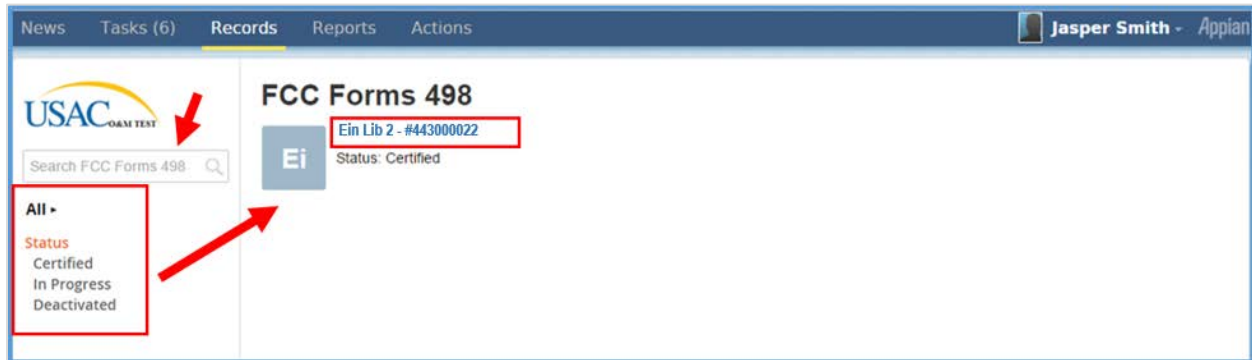 News Tasks (6) Records Reports Actions Jasper Smith Appian
USAC O&M TEST
Search FCC Forms 498
All
Status
Certified
In Progress
Deactivated
FCC Forms 498
Ei
Ein Lib 2 - #443000022
Status: Certified